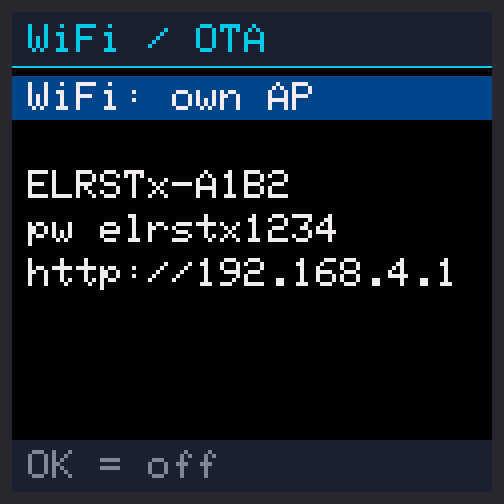 WiFi / OTA
WiFi: own AP
ELRSTx-A1B2
pw elrstx1234
http://192.168.4.1
OK = off